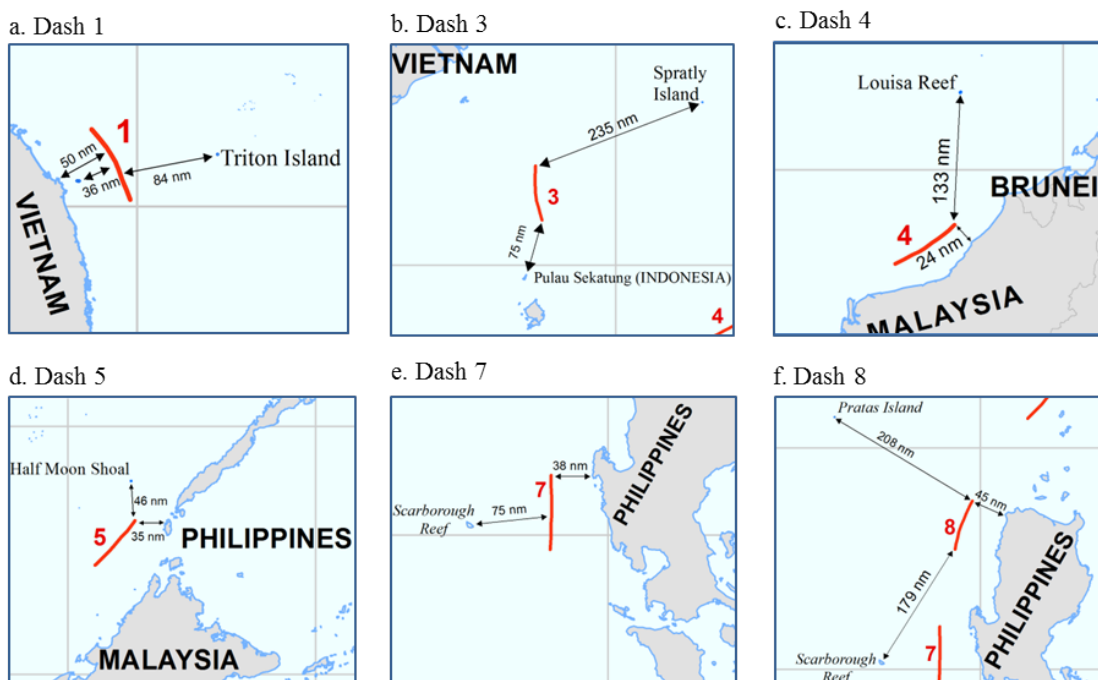 a. Dash 1
VIETNAM
50 nm
36 nm
1
84 nm
Triton Island
b. Dash 3
VIETNAM
Spratly
Island
235 nm
3
75 nm
Pulau Sekatung (INDONESIA)
4
c. Dash 4
Louisa Reef
133 nm
BRUNEI
4
24 nm
MALAYSIA
d. Dash 5
Half Moon Shoal
46 nm
5
35 nm
PHILIPPINES
MALAYSIA
e. Dash 7
38 nm
7
Scarborough
Reef
75 nm
PHILIPPINES
f. Dash 8
Pratas Island
208 nm
45 nm
8
179 nm
PHILIPPINES
7
Scarborough
Reef